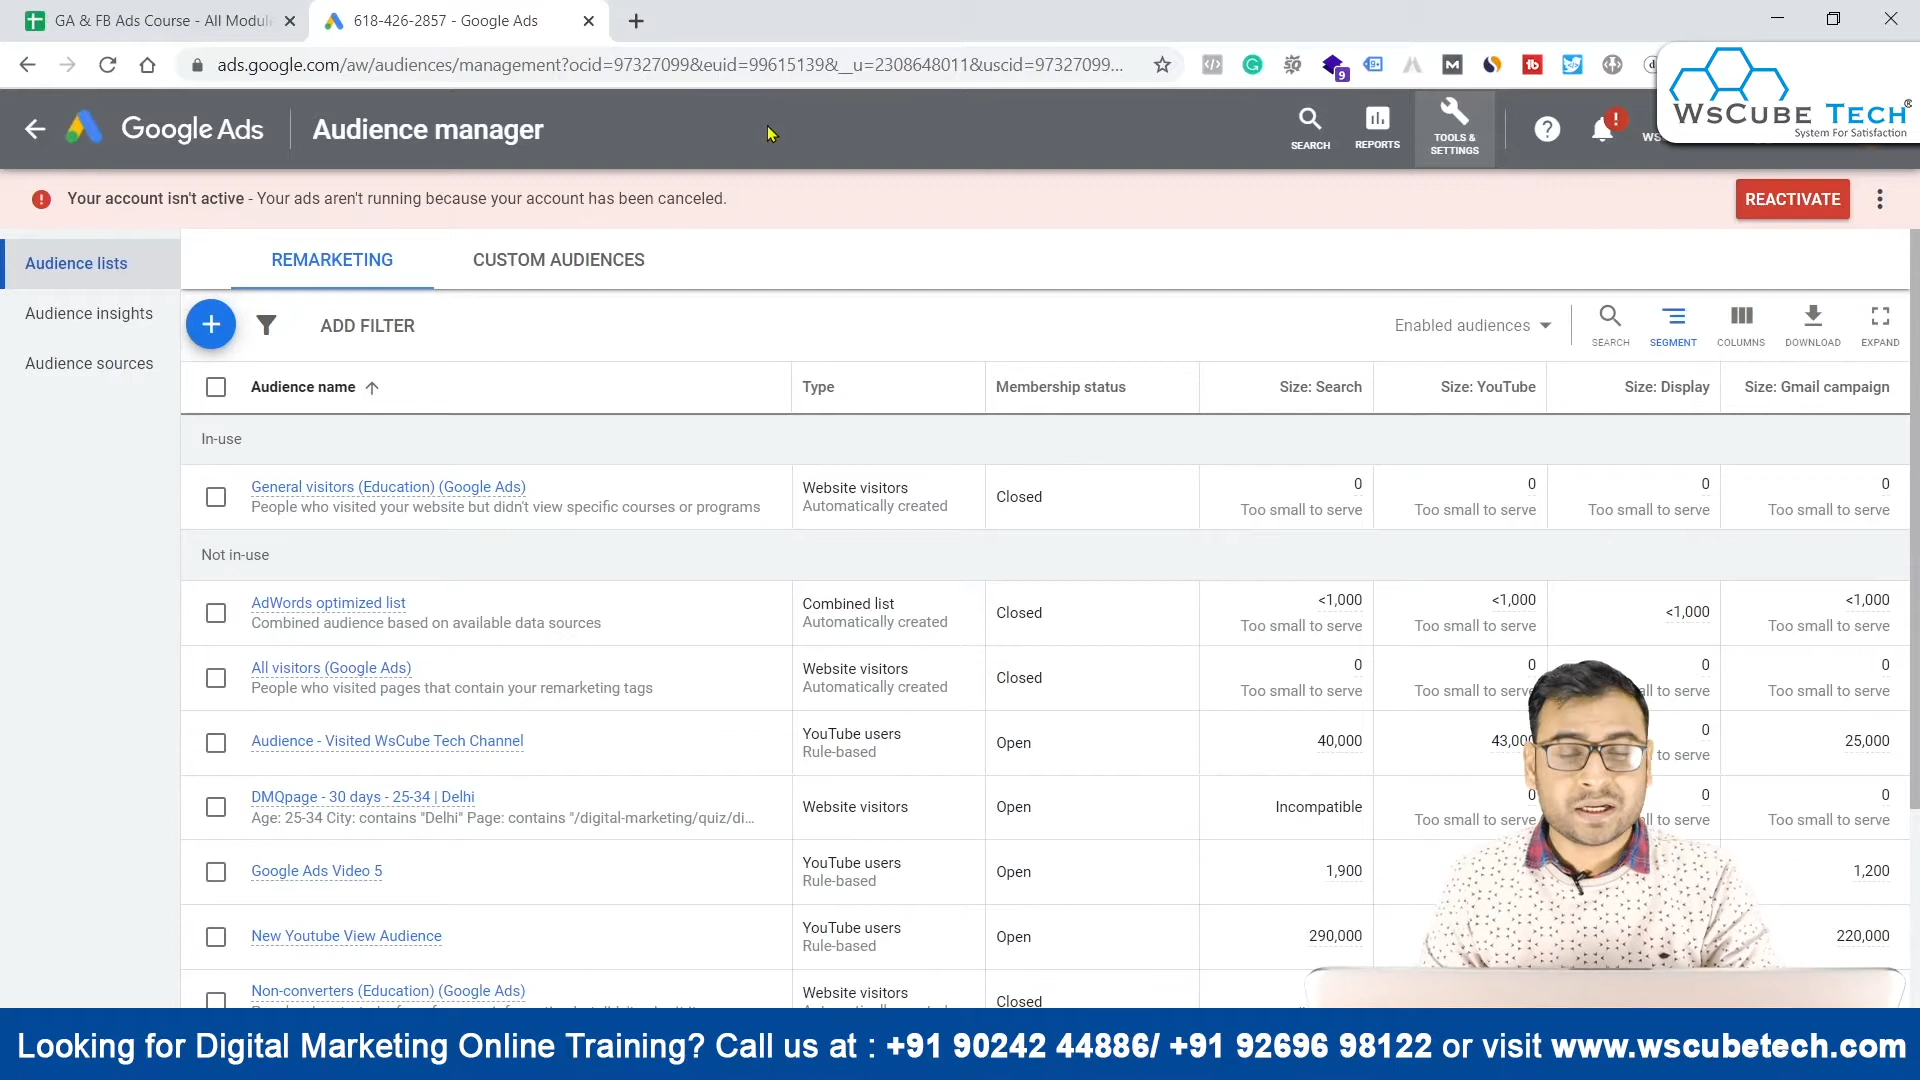 GA & FB Ads Course - All Modul
618-426-2857 - Google Ads
ads.google.com/aw/audiences/management?ocid=97327099&euid=99615139&__u=2308648011&uscid=97327099...
9
WsCube Tech®
System For Satisfaction
Google Ads
Audience manager
SEARCH
REPORTS
TOOLS &
SETTINGS
Your account isn't active - Your ads aren't running because your account has been canceled.
REACTIVATE
Audience lists
Audience insights
Audience sources
REMARKETING
CUSTOM AUDIENCES
ADD FILTER
Enabled audiences
SEARCH
SEGMENT
COLUMNS
DOWNLOAD
EXPAND
Audience name
Type
Membership status
Size: Search
Size: YouTube
Size: Display
Size: Gmail campaign
In-use
General visitors (Education) (Google Ads)
People who visited your website but didn't view specific courses or programs
Website visitors
Automatically created
Closed
0
Too small to serve
0
Too small to serve
0
Too small to serve
0
Too small to serve
Not in-use
AdWords optimized list
Combined audience based on available data sources
Combined list
Automatically created
Closed
<1,000
Too small to serve
<1,000
Too small to serve
<1,000
<1,000
Too small to serve
All visitors (Google Ads)
People who visited pages that contain your remarketing tags
Website visitors
Automatically created
Closed
0
Too small to serve
0
Too small to serve
0
to serve
0
Too small to serve
Audience - Visited WsCube Tech Channel
YouTube users
Rule-based
Open
40,000
0
to serve
25,000
DMQpage - 30 days - 25-34 | Delhi
Age: 25-34 City: contains "Delhi" Page: contains "/digital-marketing/quiz/di...
Website visitors
Open
Incompatible
0
Too small to serve
0
to serve
0
Too small to serve
Google Ads Video 5
YouTube users
Rule-based
Open
1,900
1,200
New Youtube View Audience
YouTube users
Rule-based
Open
290,000
220,000
Non-converters (Education) (Google Ads)
Website visitors
Closed
Looking for Digital Marketing Online Training? Call us at : +91 90242 44886/ +91 92696 98122 or visit www.wscubetech.com